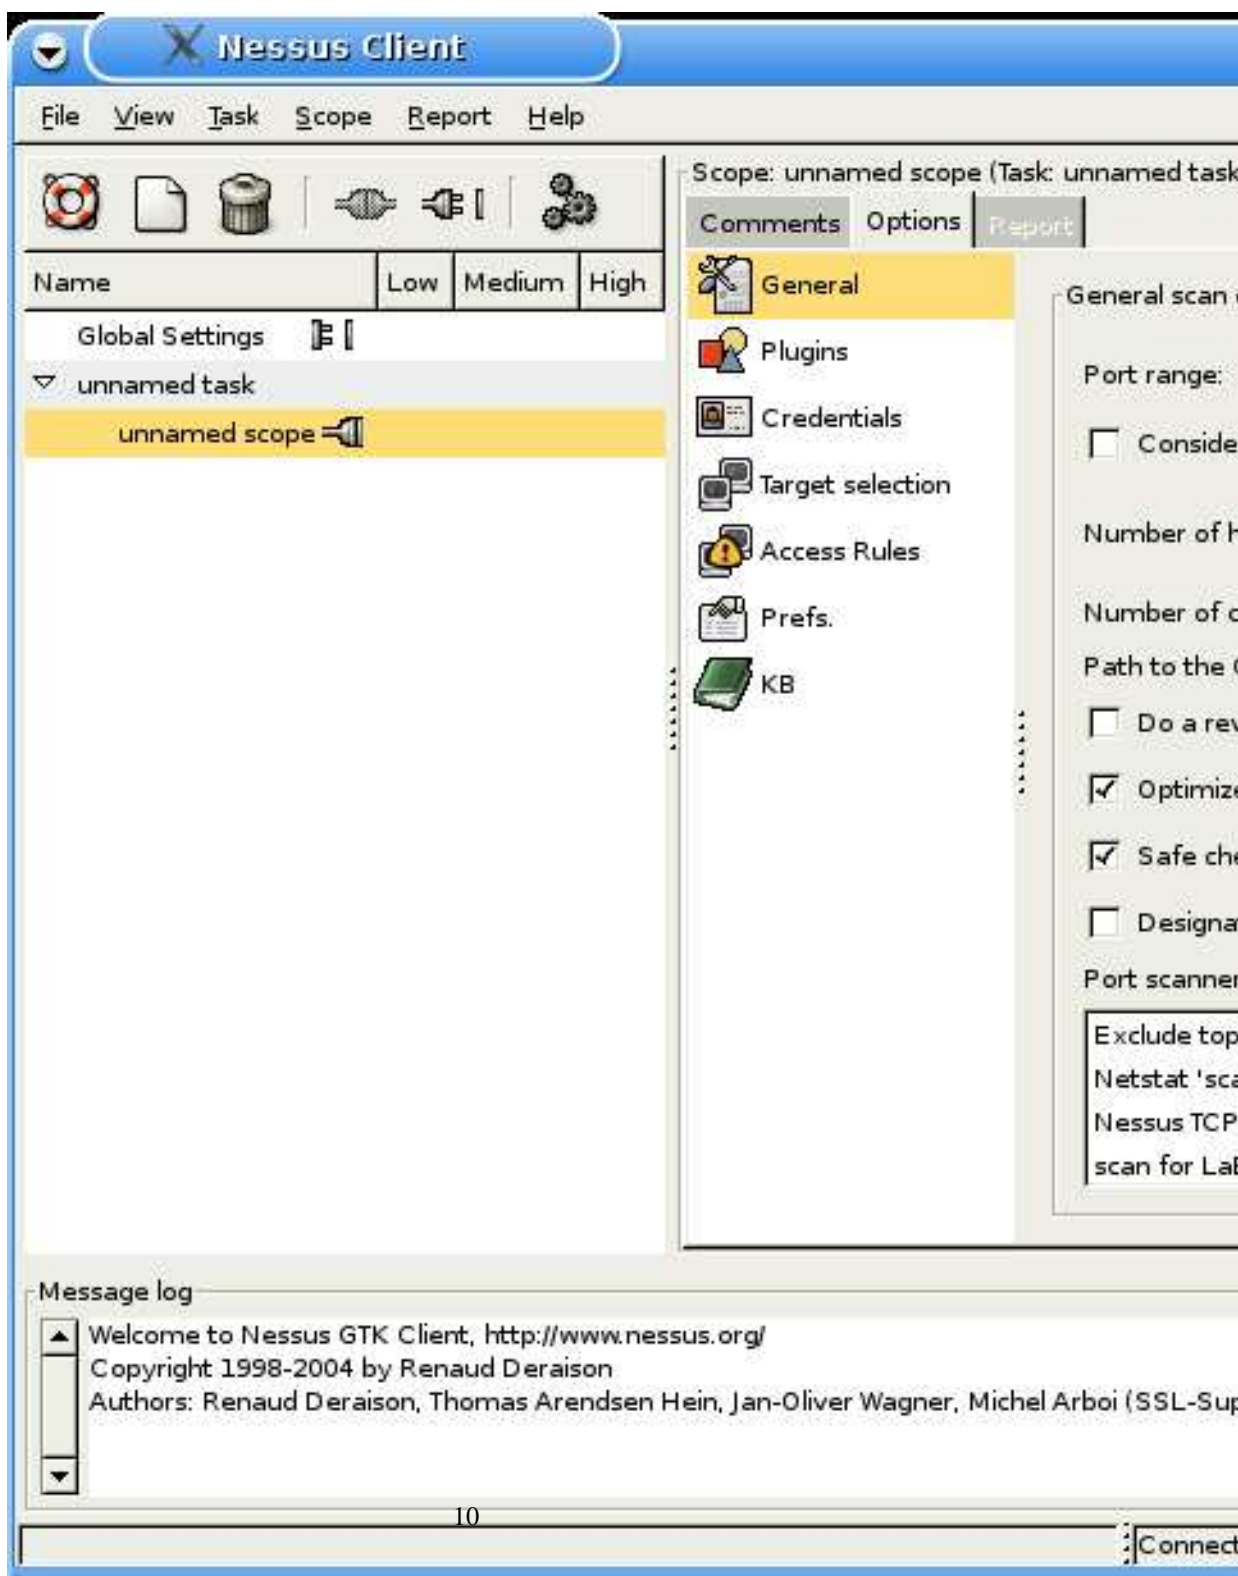 Nessus Client
File View Task Scope Report Help
Scope: unnamed scope (Task: unnamed task
Comments Options Report
Name Low Medium High
Global Settings
unnamed task
unnamed scope
General
Plugins
Credentials
Target selection
Access Rules
Prefs.
KB
General scan
Port range:
Conside
Number of h
Number of
Path to the
Do a rev
Optimize
Safe che
Designa
Port scanner
Exclude top
Netstat 'sca
Nessus TCP
scan for La
Message log
Welcome to Nessus GTK Client, http://www.nessus.org/
Copyright 1998-2004 by Renaud Deraison
Authors: Renaud Deraison, Thomas Arendsen Hein, Jan-Oliver Wagner, Michel Arboi (SSL-Sup
10
Connect